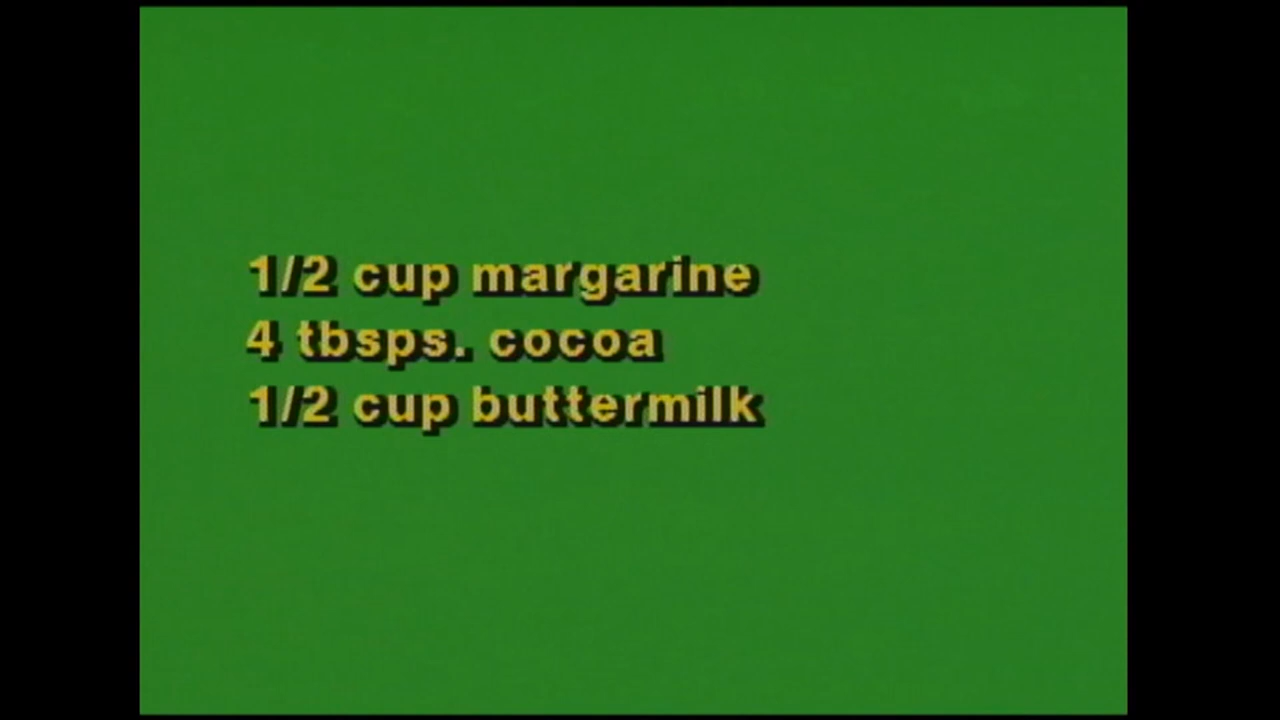 1/2 cup margarine
4 tbsps. cocoa
1/2 cup buttermilk